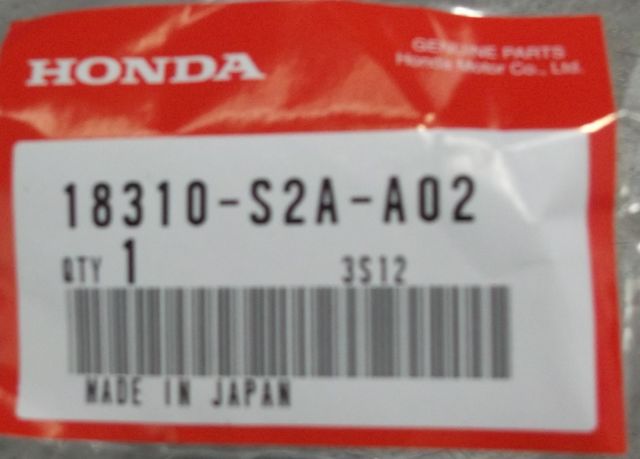 HONDA
GENUINE PARTS
Honda Motor Co., Ltd.
18310-S2A-A02
QTY 1 3S12
MADE IN JAPAN